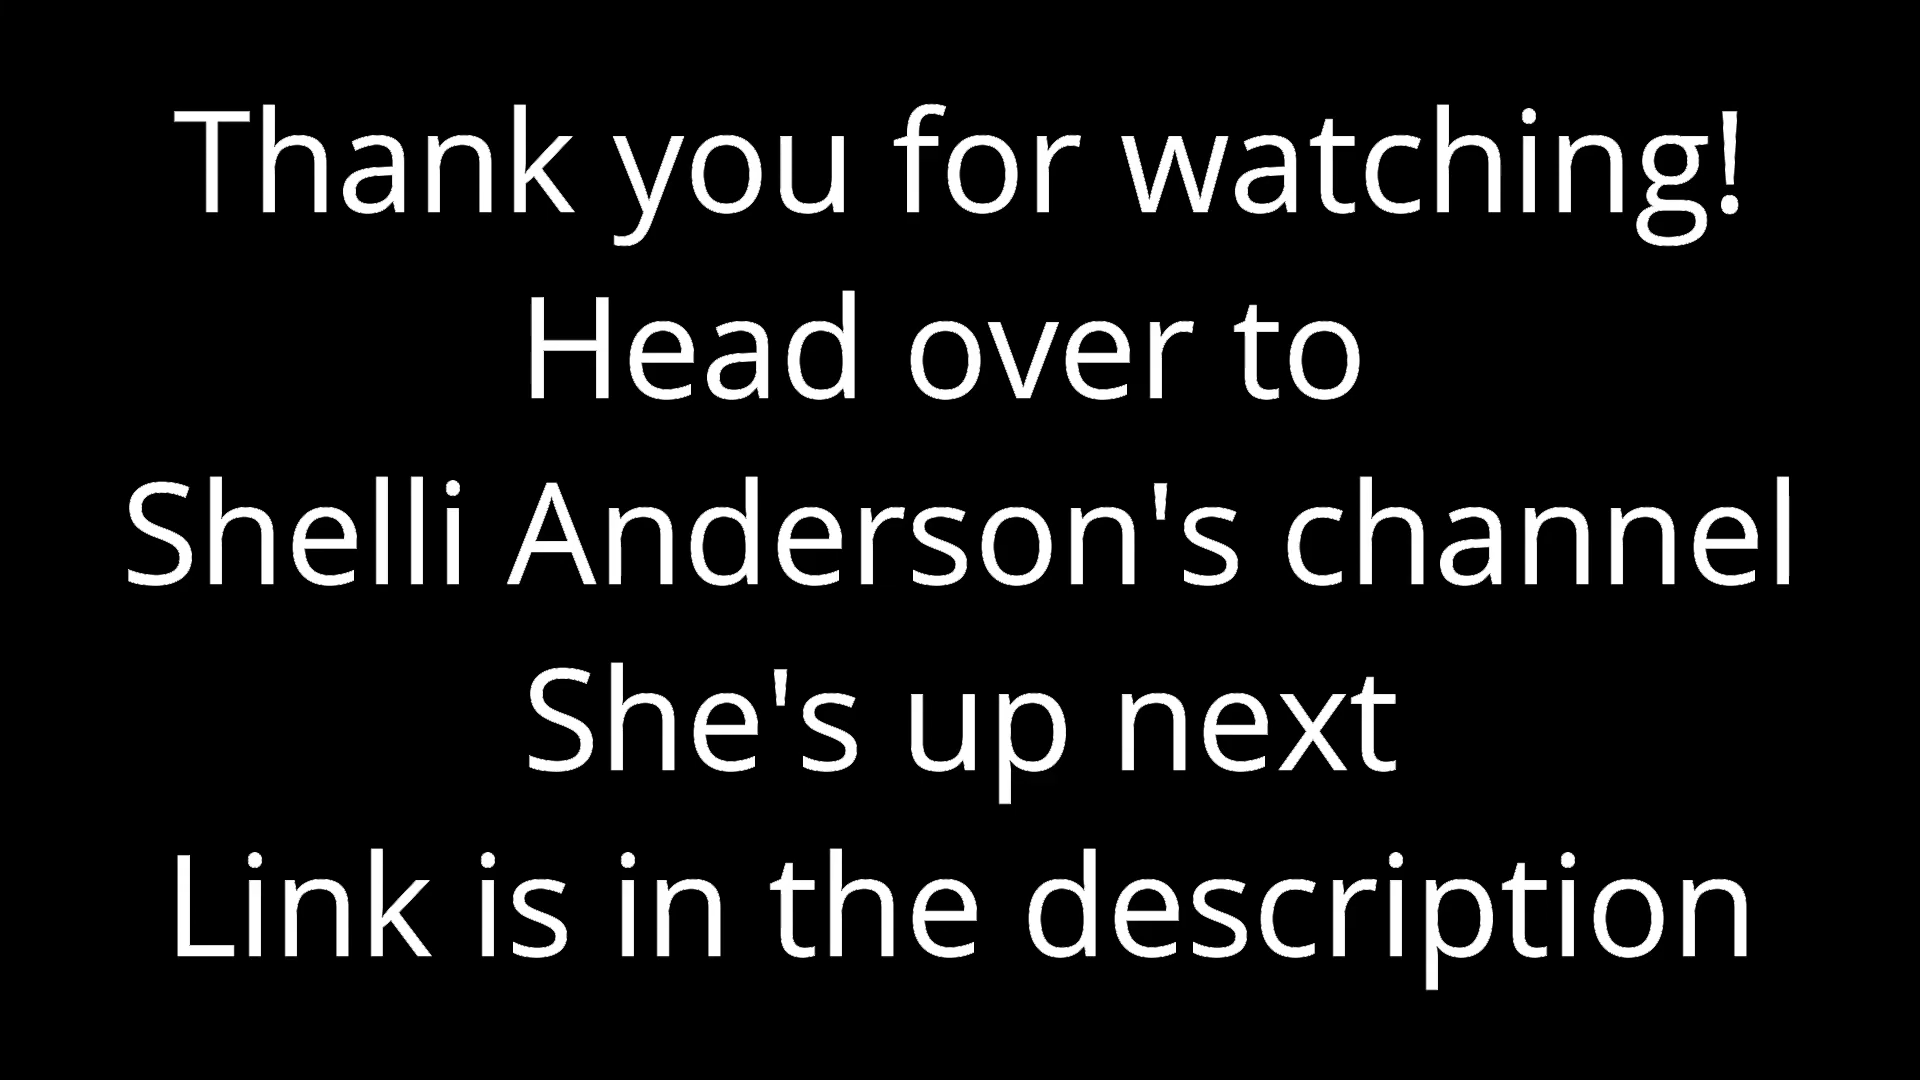 Thank you for watching!
Head over to
Shelli Anderson's channel
She's up next
Link is in the description